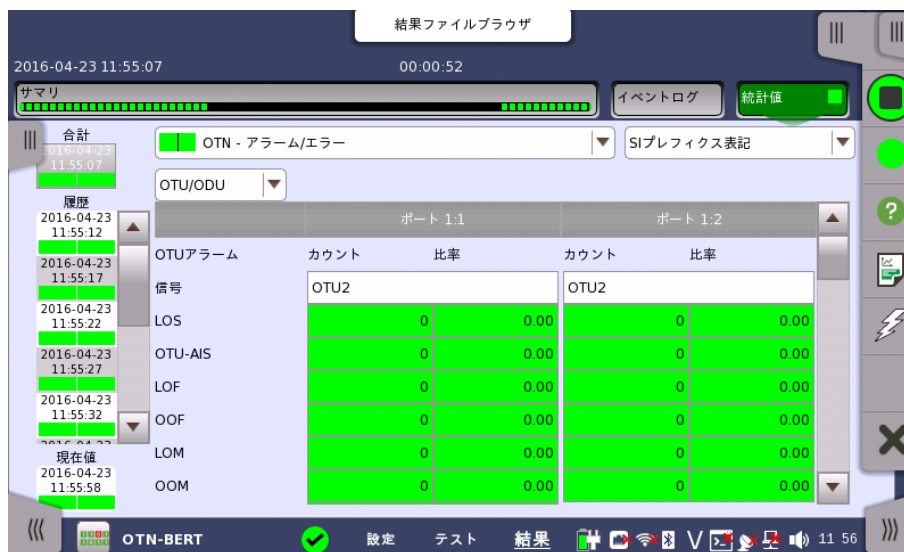 結果ファイルブラウザ
2016-04-23 11:55:07 00:00:52
サマリ イベントログ 統計値
合計
2016-04-23
11:55:07
OTN - アラーム/エラー SIプレフィクス表記
OTU/ODU
履歴
2016-04-23
11:55:12
2016-04-23
11:55:17
2016-04-23
11:55:22
2016-04-23
11:55:27
2016-04-23
11:55:32
現在値
2016-04-23
11:55:58
ポート 1:1 ポート 1:2
OTUアラーム カウント 比率 カウント 比率
信号 OTU2 OTU2
LOS 0 0.00 0 0.00
OTU-AIS 0 0.00 0 0.00
LOF 0 0.00 0 0.00
OOF 0 0.00 0 0.00
LOM 0 0.00 0 0.00
OOM 0 0.00 0 0.00
OTN-BERT 設定 テスト 結果 11 56